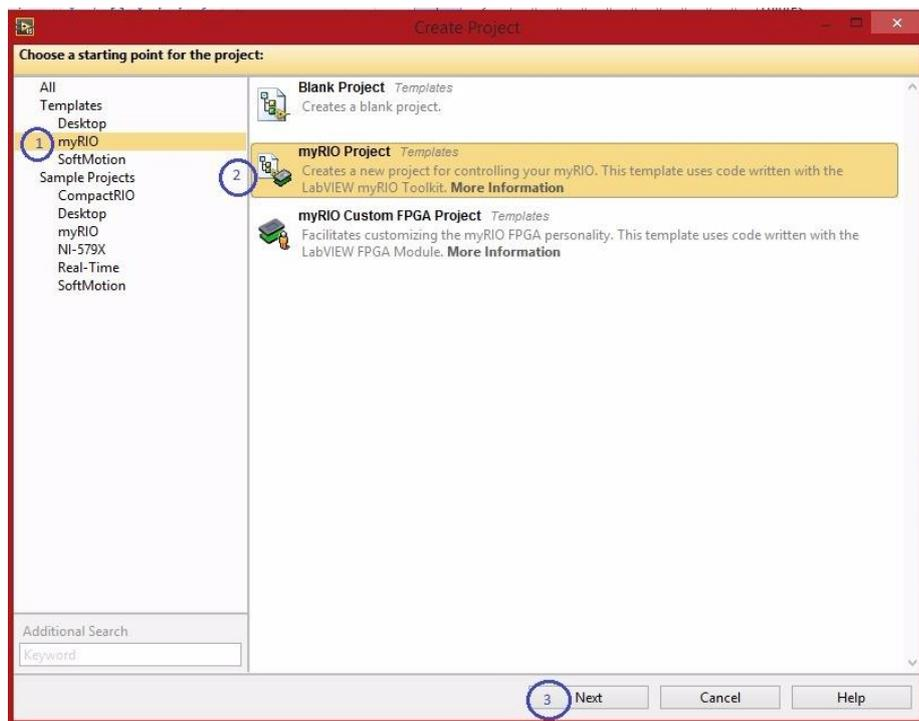 Create Project
Choose a starting point for the project:
All
Templates
Desktop
1 myRIO
SoftMotion
Sample Projects
CompactRIO
Desktop
myRIO
NI-579X
Real-Time
SoftMotion
Additional Search
Keyword
Blank Project Templates
Creates a blank project.
2
myRIO Project Templates
Creates a new project for controlling your myRIO. This template uses code written with the
LabVIEW myRIO Toolkit. More Information
myRIO Custom FPGA Project Templates
Facilitates customizing the myRIO FPGA personality. This template uses code written with the
LabVIEW FPGA Module. More Information
3 Next Cancel Help